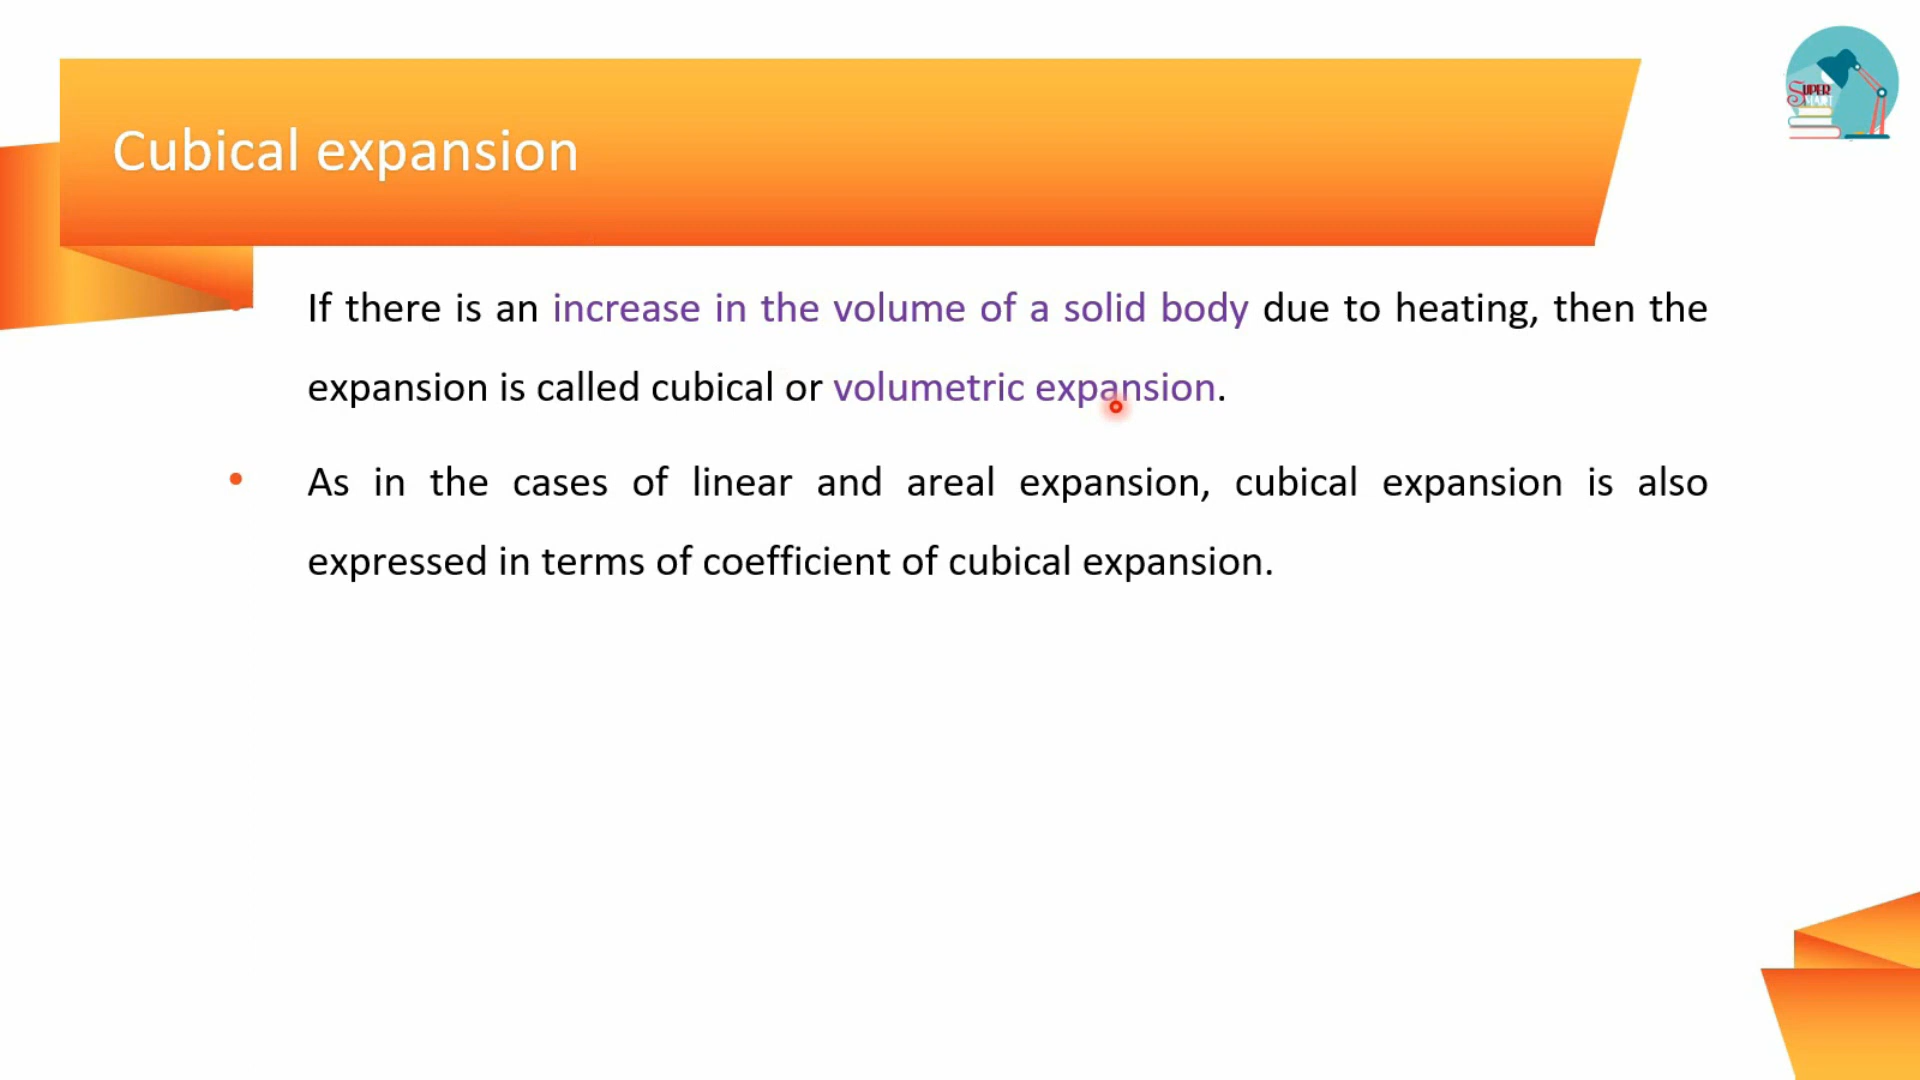 SUPER
SMART
Cubical expansion
If there is an increase in the volume of a solid body due to heating, then the
expansion is called cubical or volumetric expansion.
• As in the cases of linear and areal expansion, cubical expansion is also
expressed in terms of coefficient of cubical expansion.